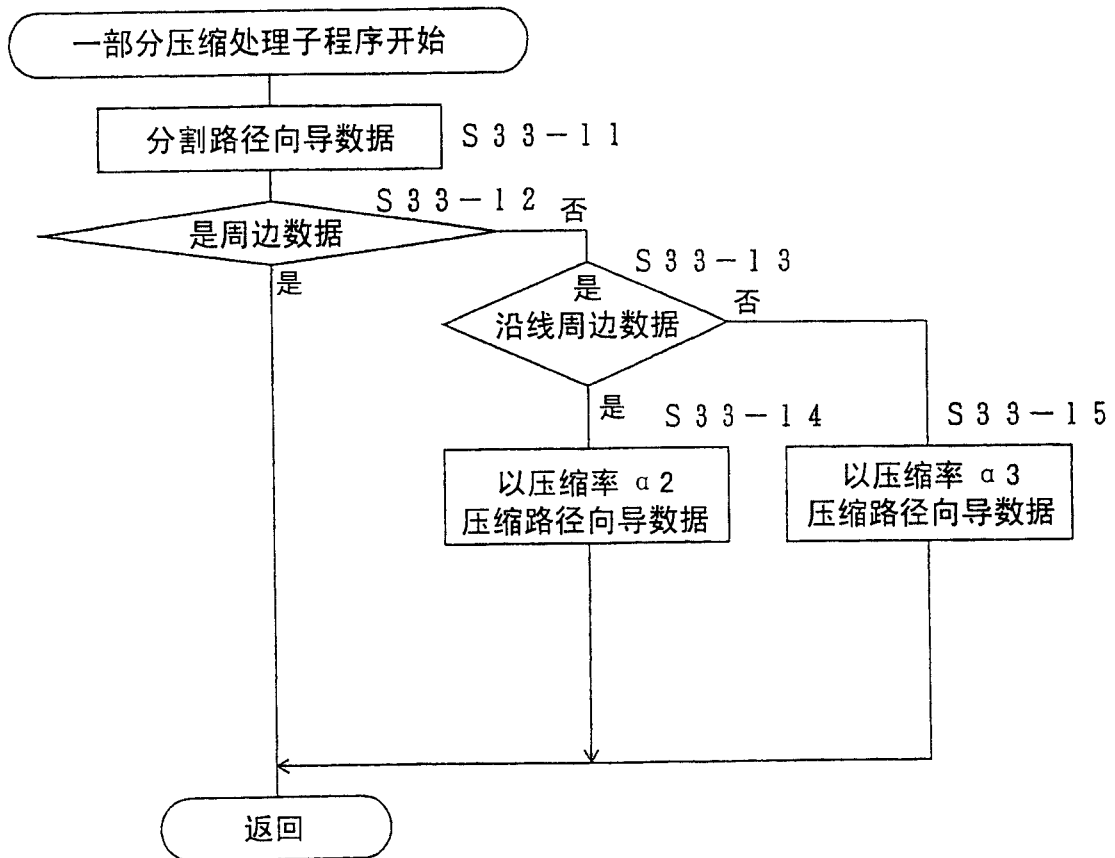 一部分压缩处理子程序开始
分割路径向导数据 S33-11
S33-12
是周边数据
否
是
S33-13
是
沿线周边数据
否
是
S33-14
S33-15
以压缩率 α2
压缩路径向导数据
以压缩率 α3
压缩路径向导数据
返回